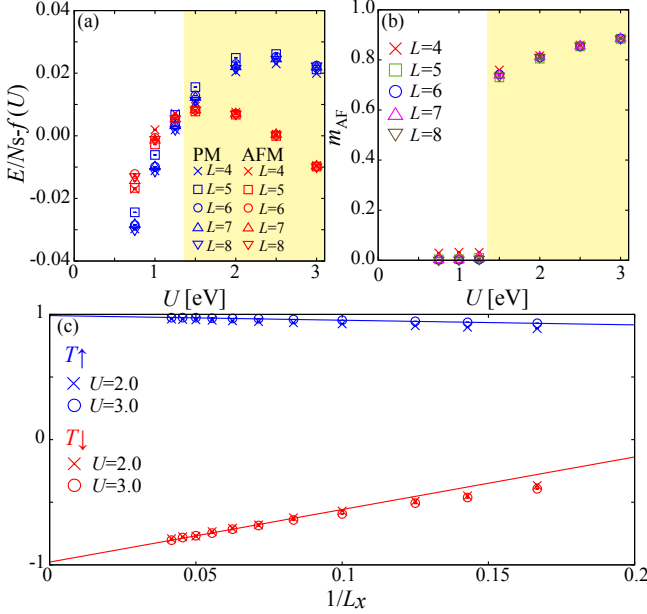 (a)
E/Ns-f(U)
0.04
0.02
0.00
-0.02
-0.04
PM AFM
L=4 L=4
L=5 L=5
L=6 L=6
L=7 L=7
L=8 L=8
0 1 2 3
U [eV]
(b)
m_AF
1.0
0.8
0.6
0.4
0.2
0.0
L=4
L=5
L=6
L=7
L=8
0 1 2 3
U [eV]
(c)
1
0
-1
T↑
U=2.0
U=3.0
T↓
U=2.0
U=3.0
0 0.05 0.1 0.15 0.2
1/Lx